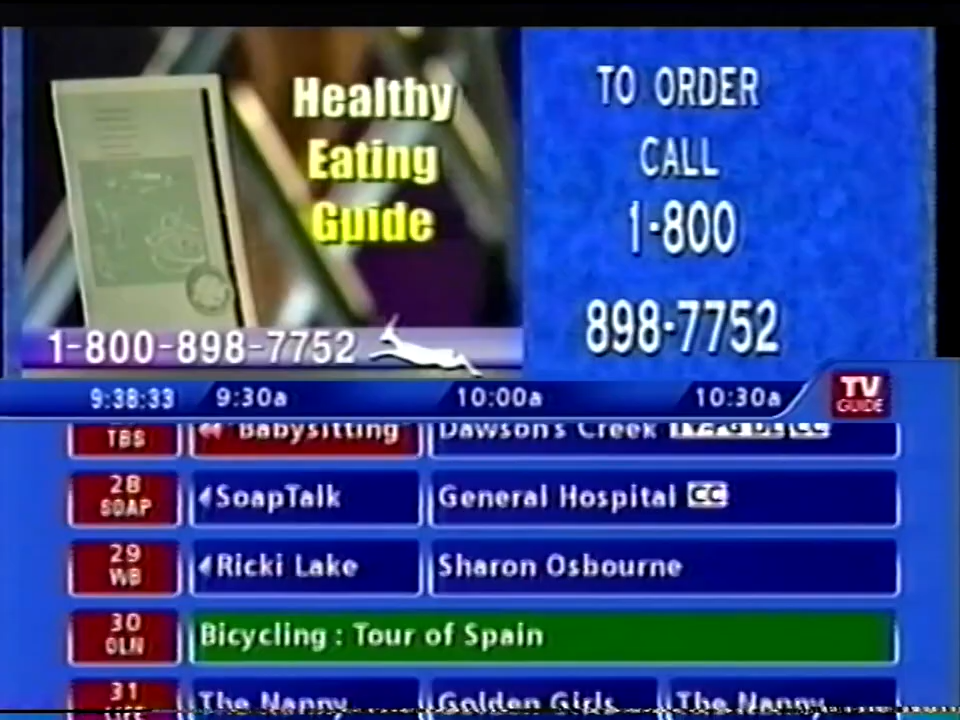 Healthy
Eating
Guide
1-800-898-7752
TO ORDER
CALL
1-800
898-7752
9:38:33 9:30a 10:00a 10:30a
TV
GUIDE
TBS "Babysitting" Dawson's Creek
28 SOAP SoapTalk General Hospital CC
29 WB Ricki Lake Sharon Osbourne
30 OLN Bicycling : Tour of Spain
31 LIFE The Nanny Golden Girls The Nanny